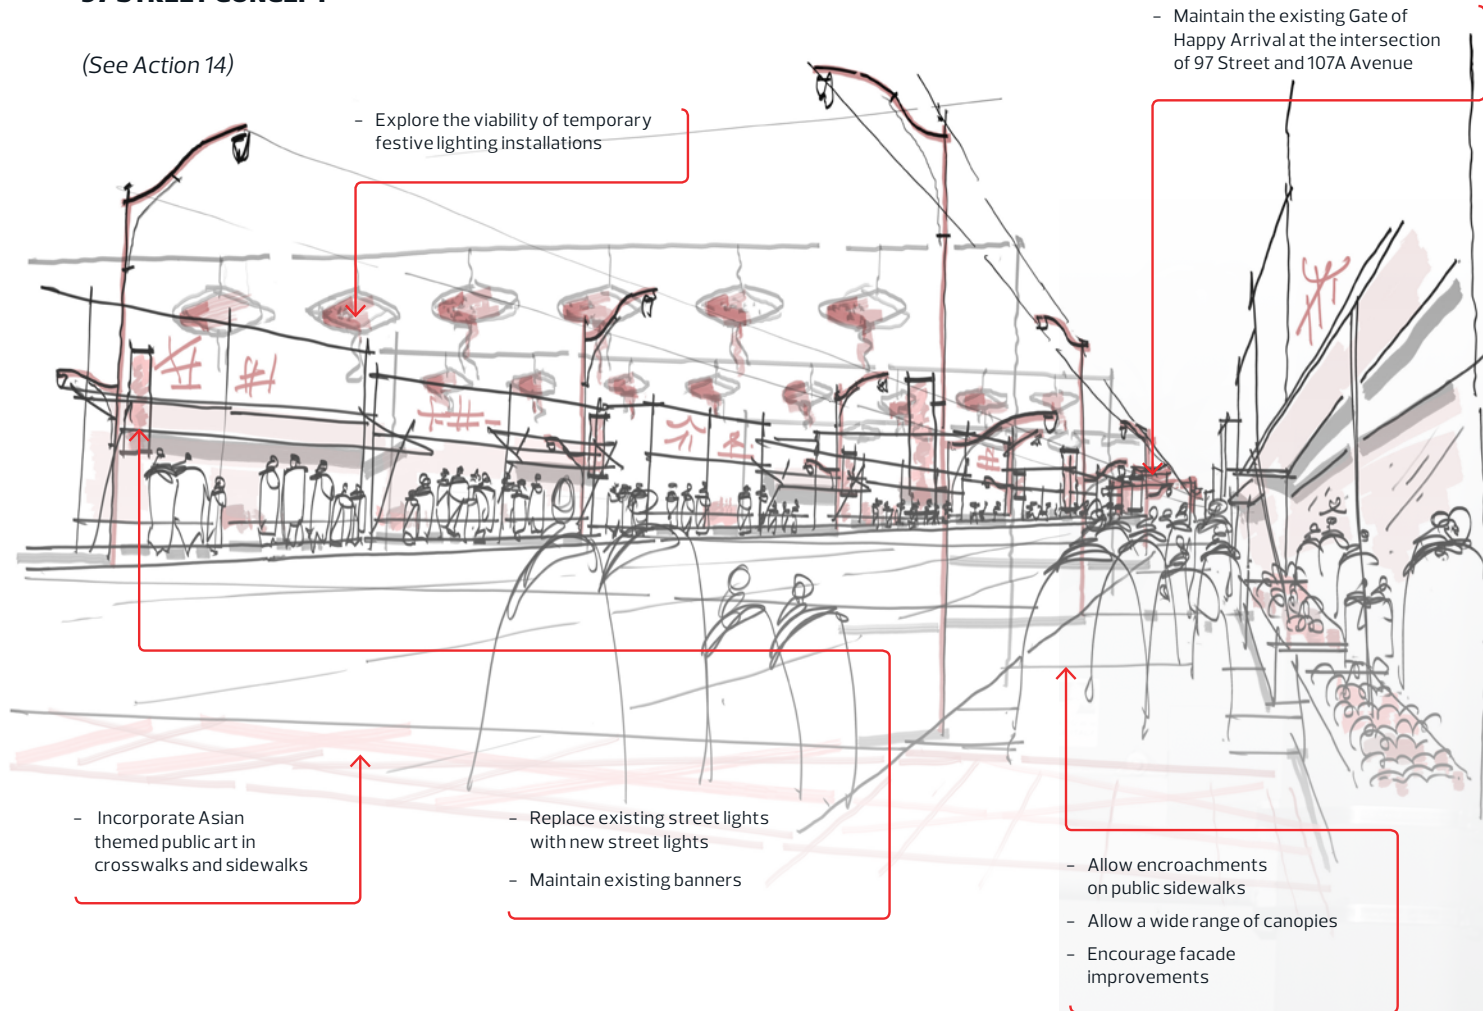 97 STREET CONCEPT
(See Action 14)
– Maintain the existing Gate of
Happy Arrival at the intersection
of 97 Street and 107A Avenue
– Explore the viability of temporary
festive lighting installations
– Incorporate Asian
themed public art in
crosswalks and sidewalks
– Replace existing street lights
with new street lights
– Maintain existing banners
– Allow encroachments
on public sidewalks
– Allow a wide range of canopies
– Encourage facade
improvements